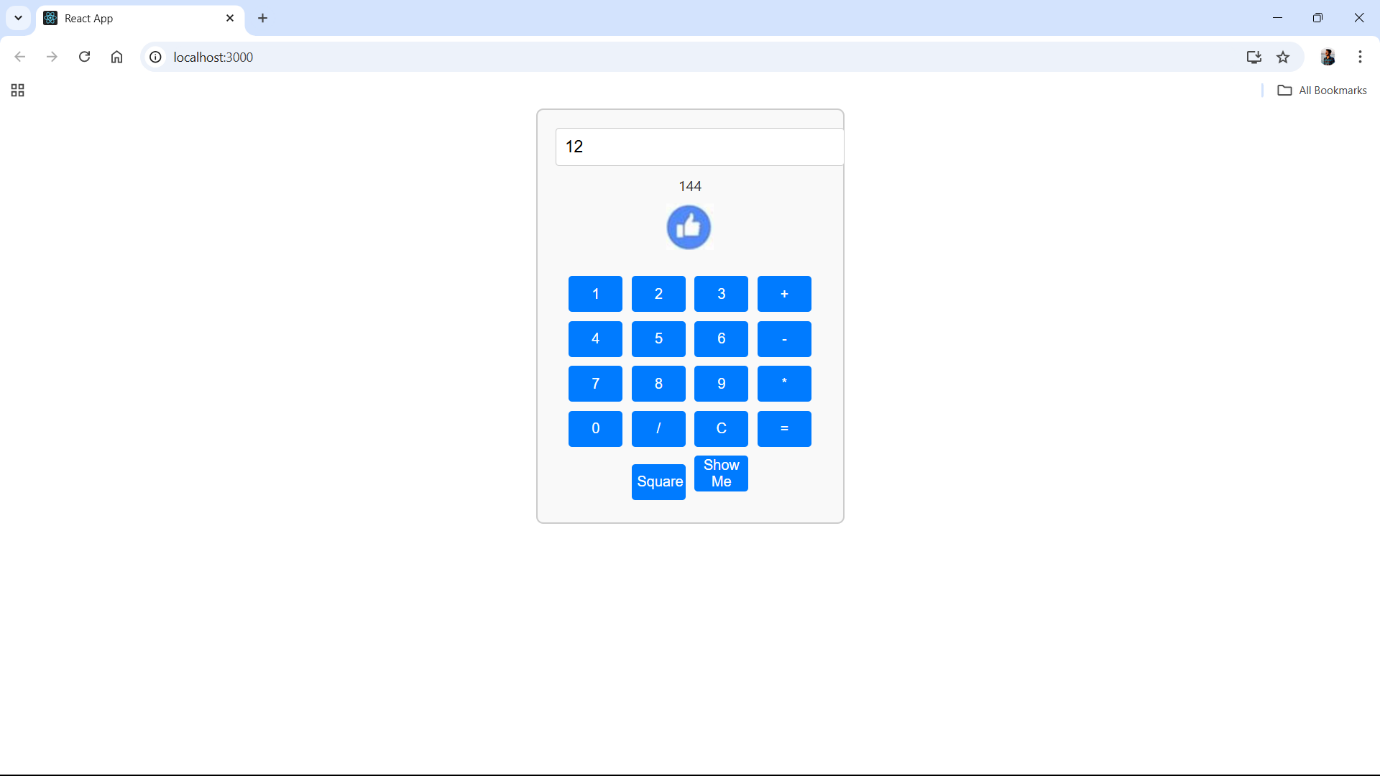 React App
localhost:3000
All Bookmarks
12
144
1 2 3 +
4 5 6 -
7 8 9 *
0 / C =
Square Show
Me